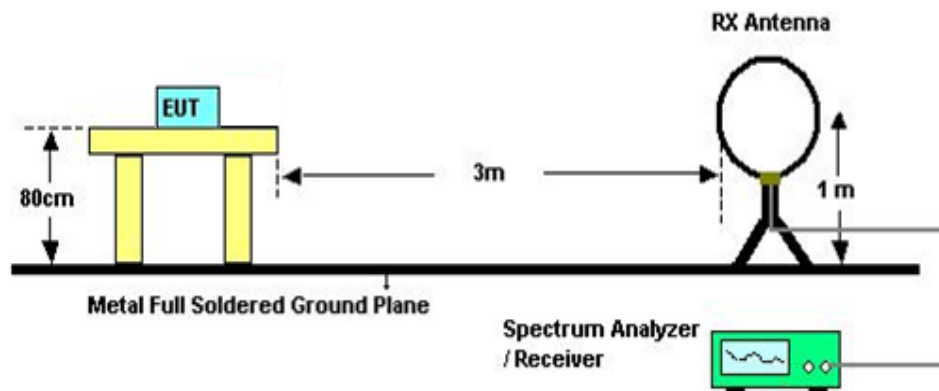 RX Antenna
EUT
3m
80cm
1 m
Metal Full Soldered Ground Plane
Spectrum Analyzer
/ Receiver